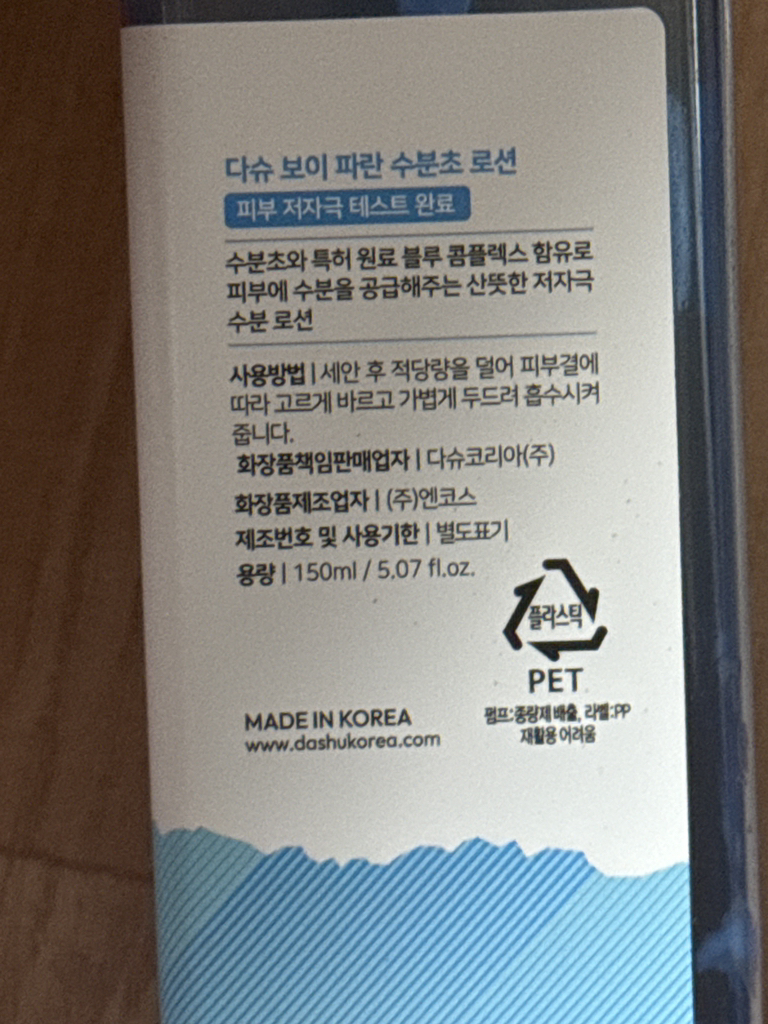 다슈 보이 파란 수분초 로션
피부 저자극 테스트 완료
수분초와 특허 원료 블루 콤플렉스 함유로
피부에 수분을 공급해주는 산뜻한 저자극
수분 로션
사용방법 | 세안 후 적당량을 덜어 피부결에
따라 고르게 바르고 가볍게 두드려 흡수시켜
줍니다.
화장품책임판매업자 | 다슈코리아(주)
화장품제조업자 | (주)엔코스
제조번호 및 사용기한 | 별도표기
용량 | 150ml / 5.07 fl.oz.
플라스틱
PET
펌프:종량제 배출, 라벨:PP
재활용 어려움
MADE IN KOREA
www.dashukorea.com